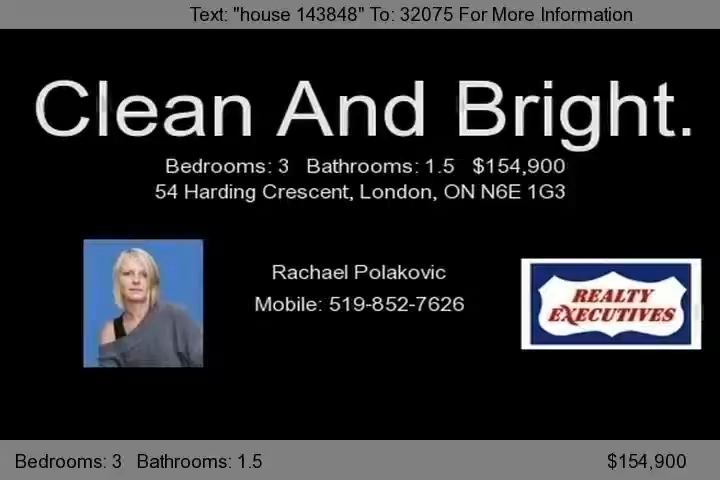 Text: "house 143848" To: 32075 For More Information
Clean And Bright.
Bedrooms: 3 Bathrooms: 1.5 $154,900
54 Harding Crescent, London, ON N6E 1G3
Rachael Polakovic
Mobile: 519-852-7626
REALTY
EXECUTIVES
Bedrooms: 3 Bathrooms: 1.5 $154,900